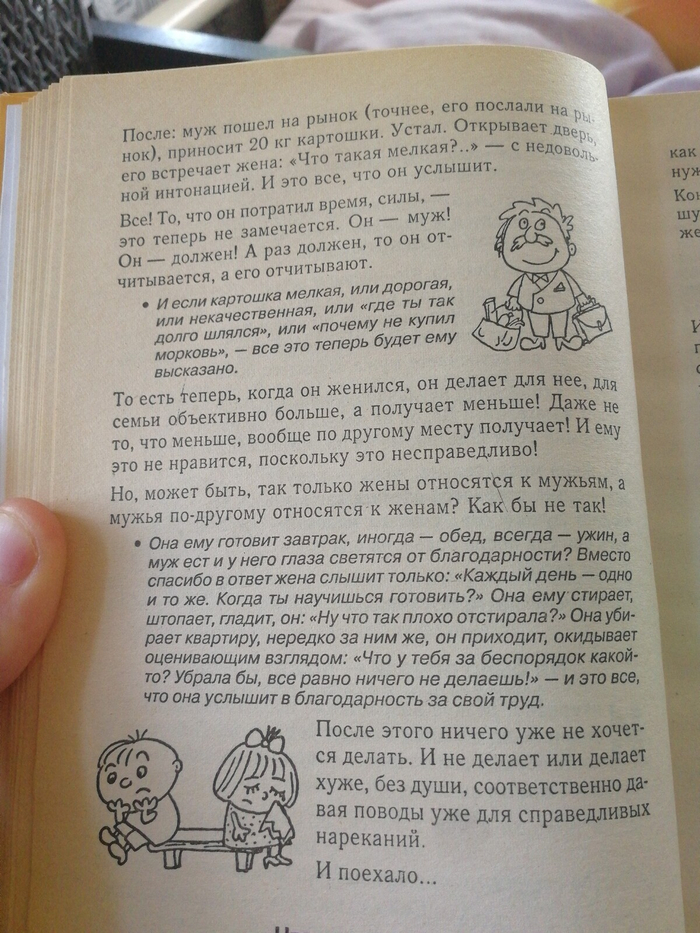 После: муж пошел на рынок (точнее, его послали на ры-
нок), приносит 20 кг картошки. Устал. Открывает дверь,
его встречает жена: «Что такая мелкая?..» — с недоволь-
ной интонацией. И это все, что он услышит.
Все! То, что он потратил время, силы, —
это теперь не замечается. Он — муж!
Он — должен! А раз должен, то он от-
читывается, а его отчитывают.
• И если картошка мелкая, или дорогая,
или некачественная, или «где ты так
долго шлялся», или «почему не купил
морковь», — все это теперь будет ему
высказано.
То есть теперь, когда он женился, он делает для нее, для
семьи объективно больше, а получает меньше! Даже не
то, что меньше, вообще по другому месту получает! И ему
это не нравится, поскольку это несправедливо!
Но, может быть, так только жены относятся к мужьям, а
мужья по-другому относятся к женам? Как бы не так!
• Она ему готовит завтрак, иногда — обед, всегда — ужин, а
муж ест и у него глаза светятся от благодарности? Вместо
спасибо в ответ жена слышит только: «Каждый день — одно
и то же. Когда ты научишься готовить?» Она ему стирает,
штопает, гладит, он: «Ну что так плохо отстирала?» Она уби-
рает квартиру, нередко за ним же, он приходит, окидывает
оценивающим взглядом: «Что у тебя за беспорядок какой-
то? Убрала бы, все равно ничего не делаешь!» — и это все,
что она услышит в благодарность за свой труд.
После этого ничего уже не хочет-
ся делать. И не делает или делает
хуже, без души, соответственно да-
вая поводы уже для справедливых
нареканий.
И поехало...
как
нуж
Кон
шу
же